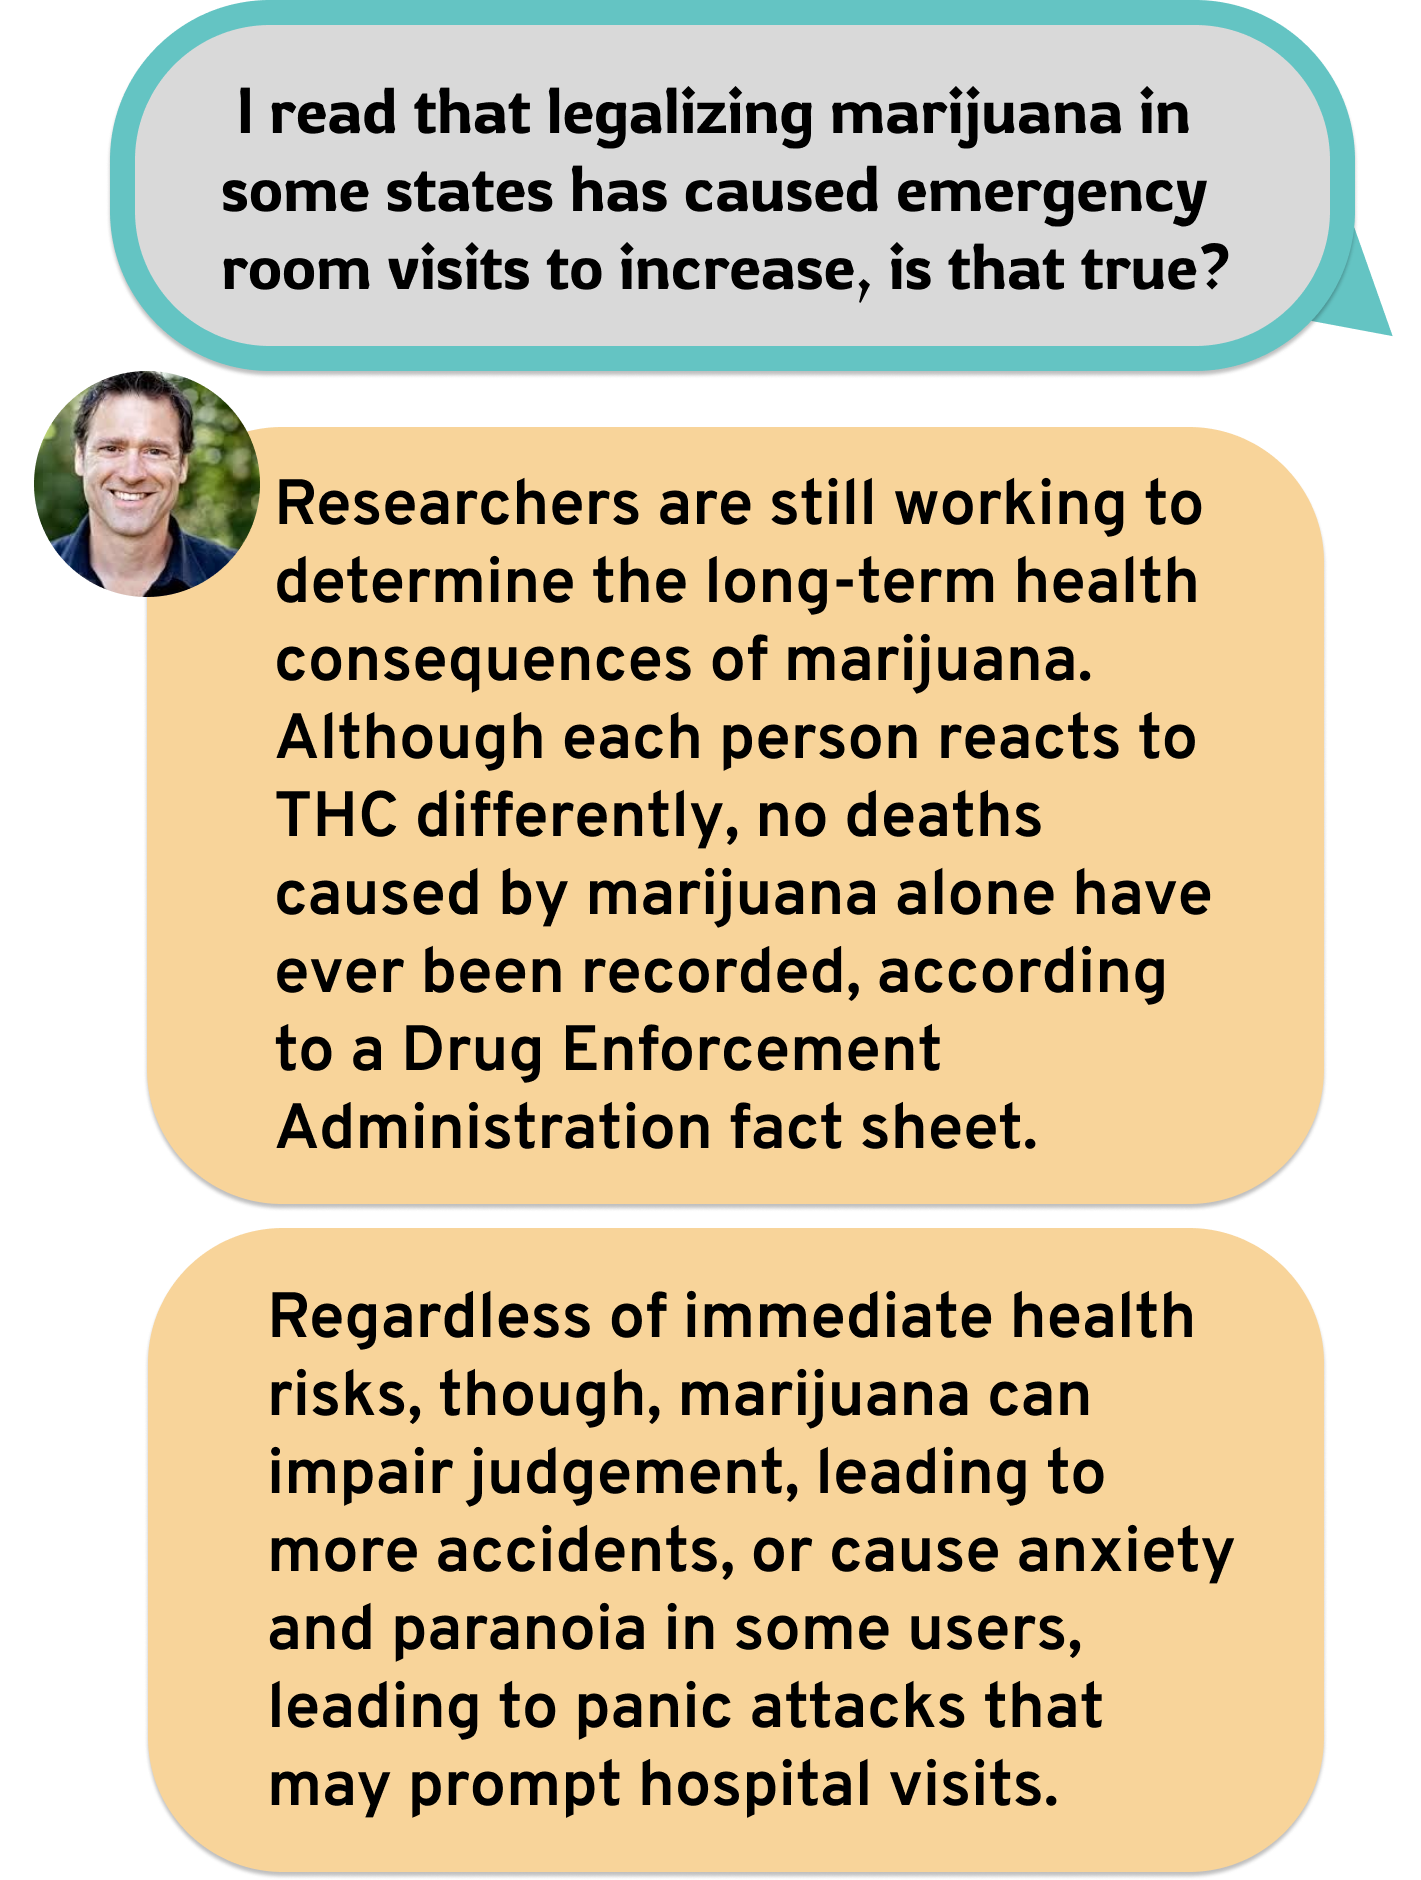 I read that legalizing marijuana in
some states has caused emergency
room visits to increase, is that true?
Researchers are still working to
determine the long-term health
consequences of marijuana.
Although each person reacts to
THC differently, no deaths
caused by marijuana alone have
ever been recorded, according
to a Drug Enforcement
Administration fact sheet.
Regardless of immediate health
risks, though, marijuana can
impair judgement, leading to
more accidents, or cause anxiety
and paranoia in some users,
leading to panic attacks that
may prompt hospital visits.